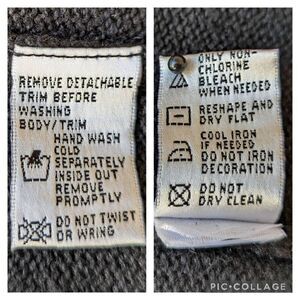 REMOVE DETACHABLE
TRIM BEFORE
WASHING
BODY/TRIM
HAND WASH
COLD
SEPARATELY
INSIDE OUT
REMOVE
PROMPTLY
DO NOT TWIST
OR WRING
ONLY NON-
CHLORINE
BLEACH
WHEN NEEDED
RESHAPE AND
DRY FLAT
COOL IRON
IF NEEDED
DO NOT IRON
DECORATION
DO NOT
DRY CLEAN
PIC•COLLAGE